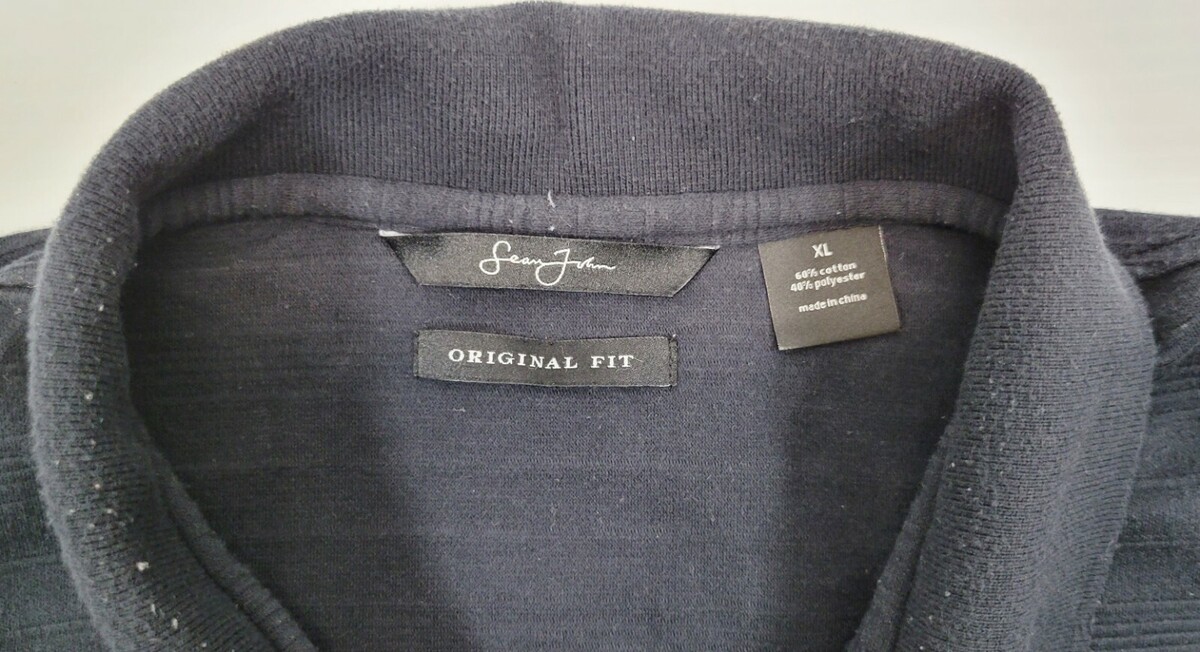 Sean John
XL
60% cotton
40% polyester
made in china
ORIGINAL FIT